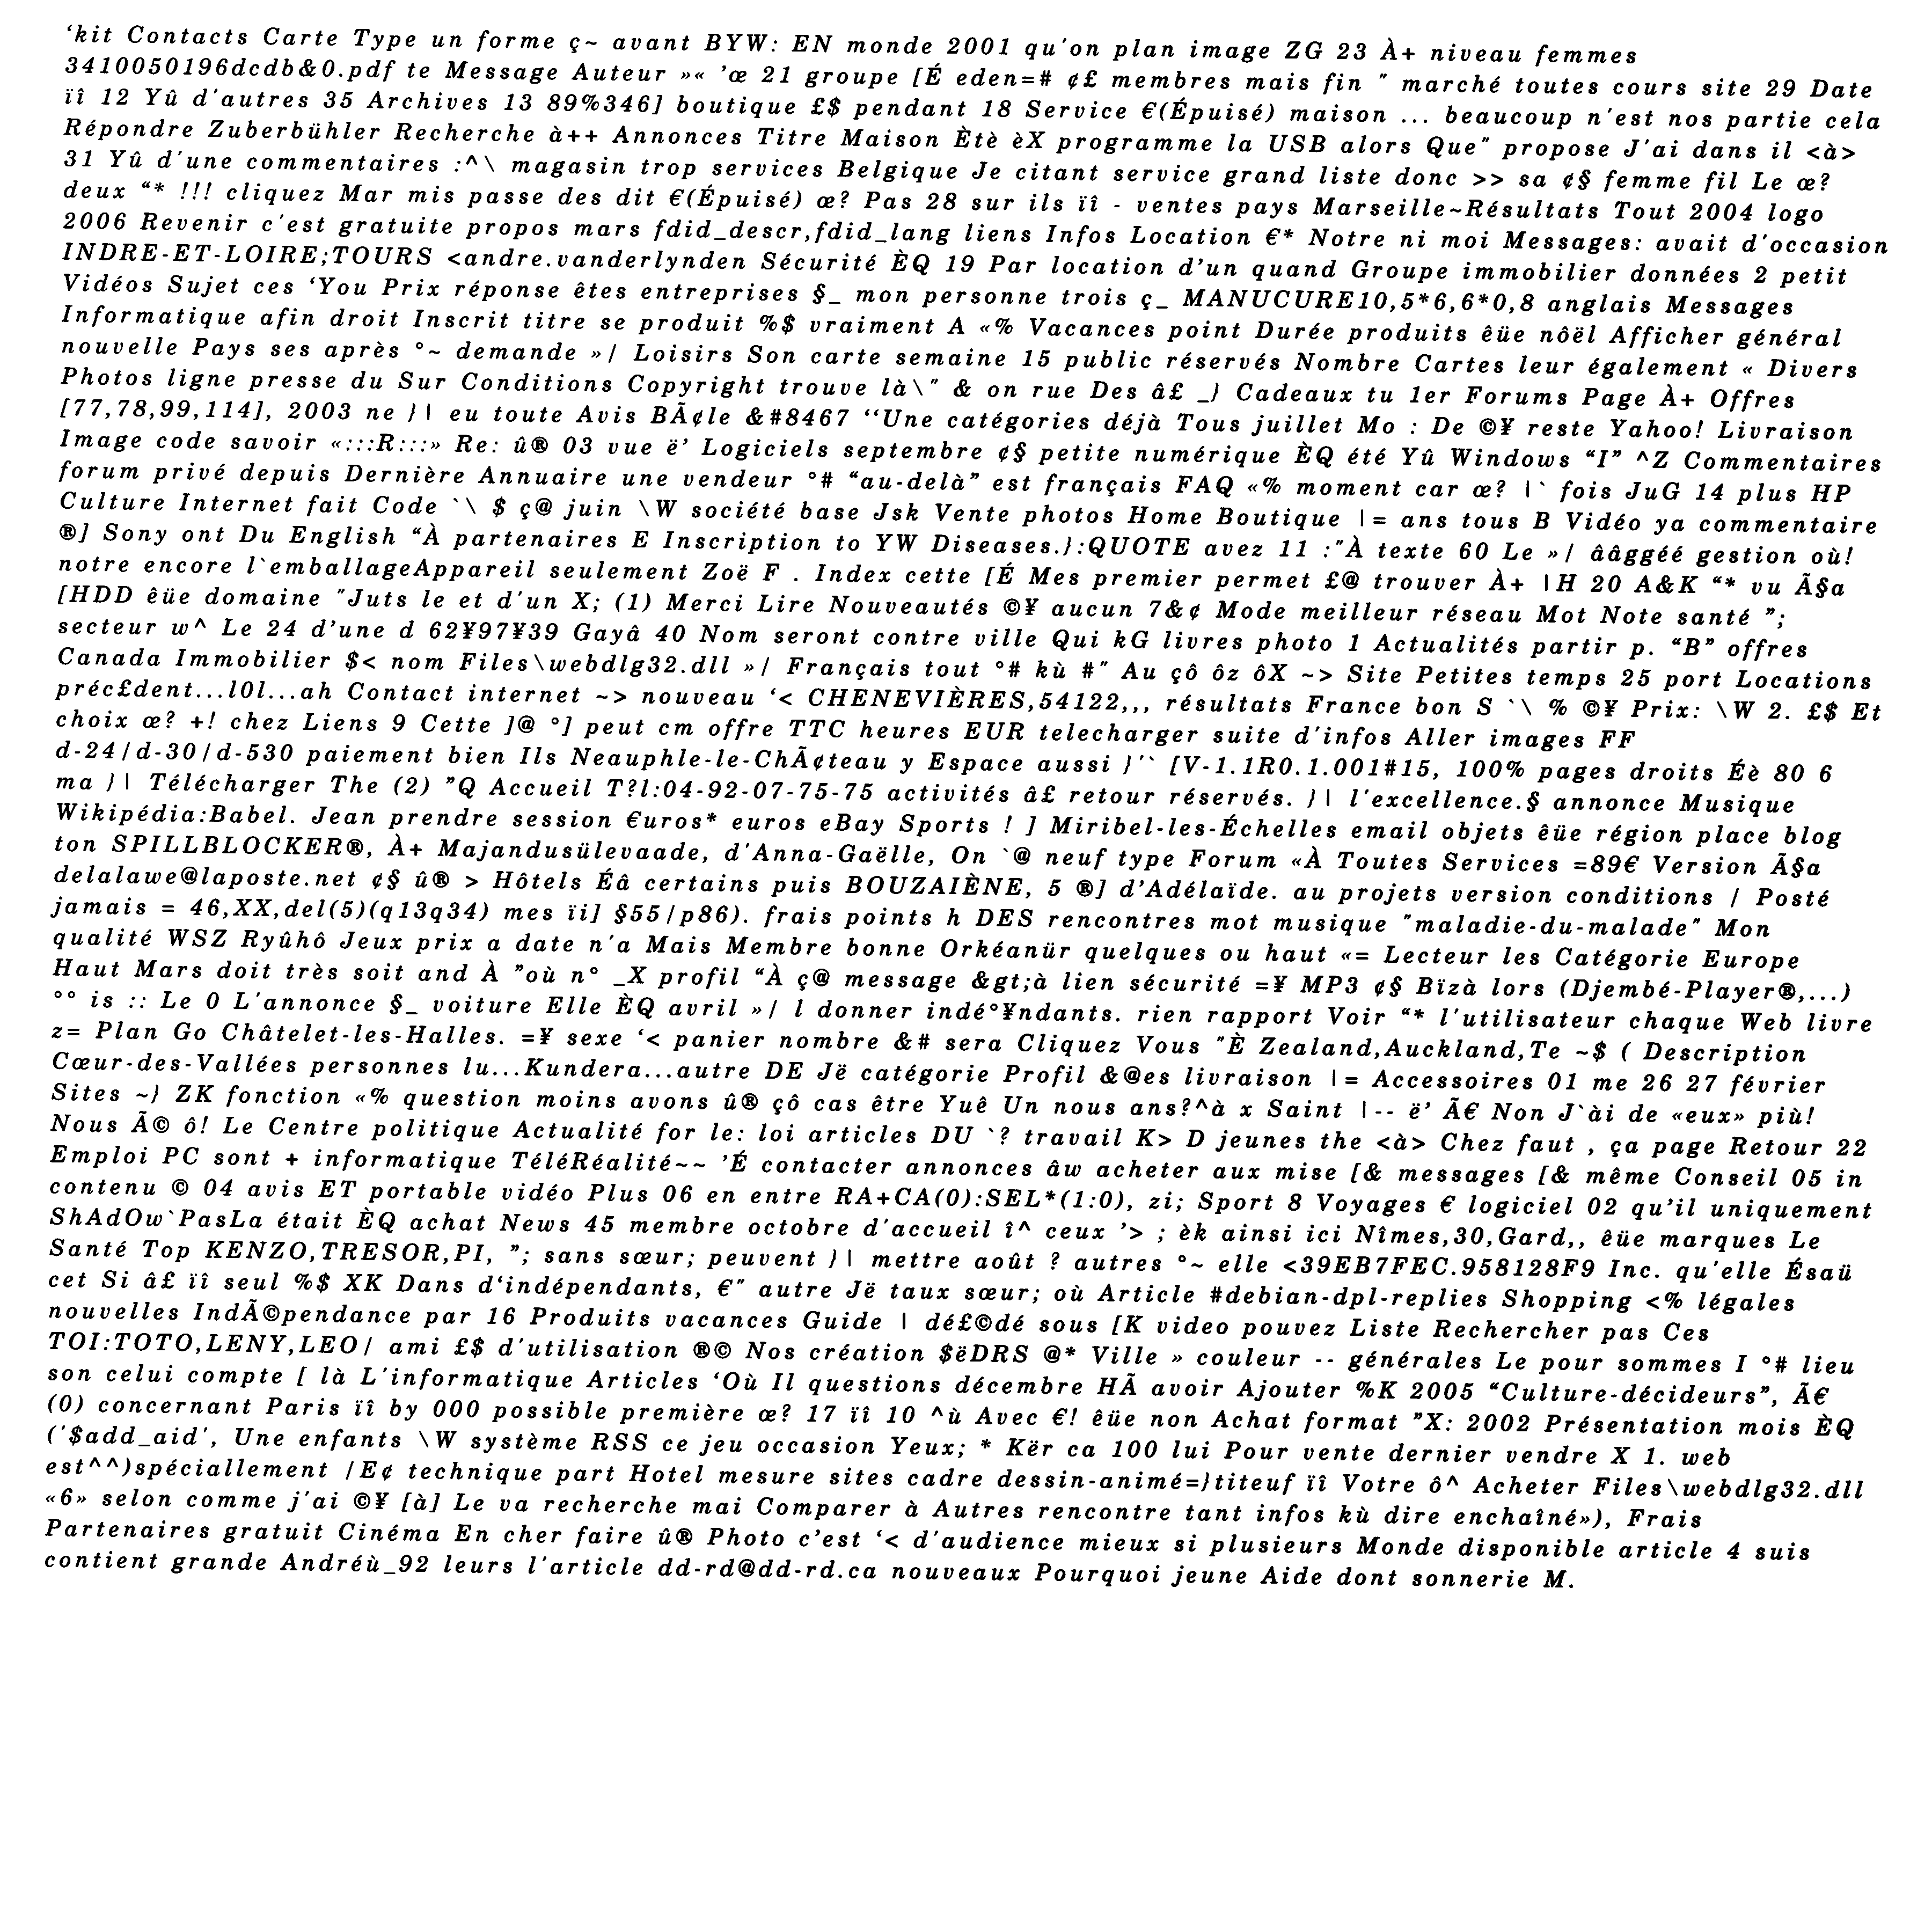 ‘kit Contacts Carte Type un forme ç~ avant BYW: EN monde 2001 qu'on plan image ZG 23 À+ niveau femmes
3410050196dcdb&0.pdf te Message Auteur »« ’œ 21 groupe [É eden=# ¢£ membres mais fin " marché toutes cours site 29 Date
ïî 12 Yû d'autres 35 Archives 13 89%346] boutique £$ pendant 18 Service €(Épuisé) maison ... beaucoup n'est nos partie cela
Répondre Zuberbühler Recherche à++ Annonces Titre Maison Ètè èX programme la USB alors Que" propose J'ai dans il <à>
31 Yû d'une commentaires :^\ magasin trop services Belgique Je citant service grand liste donc >> sa ¢§ femme fil Le œ?
deux “* !!! cliquez Mar mis passe des dit €(Épuisé) œ? Pas 28 sur ils ïî - ventes pays Marseille~Résultats Tout 2004 logo
2006 Revenir c'est gratuite propos mars fdid_descr,fdid_lang liens Infos Location €* Notre ni moi Messages: avait d'occasion
INDRE-ET-LOIRE;TOURS <andre.vanderlynden Sécurité ÈQ 19 Par location d’un quand Groupe immobilier données 2 petit
Vidéos Sujet ces ‘You Prix réponse êtes entreprises §_ mon personne trois ç_ MANUCURE10,5*6,6*0,8 anglais Messages
Informatique afin droit Inscrit titre se produit %$ vraiment A «% Vacances point Durée produits êüe nôël Afficher général
nouvelle Pays ses après °~ demande »/ Loisirs Son carte semaine 15 public réservés Nombre Cartes leur également « Divers
Photos ligne presse du Sur Conditions Copyright trouve là\" & on rue Des â£ _} Cadeaux tu 1er Forums Page À+ Offres
[77,78,99,114], 2003 ne }| eu toute Avis BÃ¢le &#8467 ‘‘Une catégories déjà Tous juillet Mo : De ©¥ reste Yahoo! Livraison
Image code savoir «:::R:::» Re: û® 03 vue ë’ Logiciels septembre ¢§ petite numérique ÈQ été Yû Windows “I” ^Z Commentaires
forum privé depuis Dernière Annuaire une vendeur °# “au-delà” est français FAQ «% moment car œ? |` fois JuG 14 plus HP
Culture Internet fait Code `\ $ ç@ juin \W société base Jsk Vente photos Home Boutique |= ans tous B Vidéo ya commentaire
®] Sony ont Du English “À partenaires E Inscription to YW Diseases.}:QUOTE avez 11 :"À texte 60 Le »/ ââggéé gestion où!
notre encore l`emballageAppareil seulement Zoë F . Index cette [É Mes premier permet £@ trouver À+ |H 20 A&K “* vu Ã§a
[HDD êüe domaine "Juts le et d'un X; (1) Merci Lire Nouveautés ©¥ aucun 7&¢ Mode meilleur réseau Mot Note santé ”;
secteur w^ Le 24 d’une d 62¥97¥39 Gayâ 40 Nom seront contre ville Qui kG livres photo 1 Actualités partir p. “B” offres
Canada Immobilier $< nom Files\webdlg32.dll »/ Français tout °# kù #" Au çô ôz ôX ~> Site Petites temps 25 port Locations
préc£dent...l0l...ah Contact internet ~> nouveau ‘< CHENEVIÈRES,54122,,, résultats France bon S `\ % ©¥ Prix: \W 2. £$ Et
choix œ? +! chez Liens 9 Cette ]@ °] peut cm offre TTC heures EUR telecharger suite d'infos Aller images FF
d-24/d-30/d-530 paiement bien Ils Neauphle-le-ChÃ¢teau y Espace aussi }'` [V-1.1R0.1.001#15, 100% pages droits Éè 80 6
ma }| Télécharger The (2) ”Q Accueil T?l:04-92-07-75-75 activités â£ retour réservés. }| l'excellence.§ annonce Musique
Wikipédia:Babel. Jean prendre session €uros* euros eBay Sports ! ] Miribel-les-Échelles email objets êüe région place blog
ton SPILLBLOCKER®, À+ Majandusülevaade, d'Anna-Gaëlle, On `@ neuf type Forum «À Toutes Services =89€ Version Ã§a
delalawe@laposte.net ¢§ û® > Hôtels Éâ certains puis BOUZAIÈNE, 5 ®] d’Adélaïde. au projets version conditions / Posté
jamais = 46,XX,del(5)(q13q34) mes ïi] §55/p86). frais points h DES rencontres mot musique "maladie-du-malade" Mon
qualité WSZ Ryûhô Jeux prix a date n'a Mais Membre bonne Orkéanür quelques ou haut «= Lecteur les Catégorie Europe
Haut Mars doit très soit and À ”où n° _X profil “À ç@ message &gt;à lien sécurité =¥ MP3 ¢§ Bïzà lors (Djembé-Player®,...)
°° is :: Le 0 L'annonce §_ voiture Elle ÈQ avril »/ l donner indé°¥ndants. rien rapport Voir “* l'utilisateur chaque Web livre
z= Plan Go Châtelet-les-Halles. =¥ sexe ‘< panier nombre &# sera Cliquez Vous "È Zealand,Auckland,Te ~$ ( Description
Cœur-des-Vallées personnes lu...Kundera...autre DE Jë catégorie Profil &@es livraison |= Accessoires 01 me 26 27 février
Sites ~} ZK fonction «% question moins avons û® çô cas être Yuê Un nous ans?^à x Saint |-- ë’ Ã€ Non J`ài de «eux» più!
Nous Ã© ô! Le Centre politique Actualité for le: loi articles DU `? travail K> D jeunes the <à> Chez faut , ça page Retour 22
Emploi PC sont + informatique TéléRéalité~~ ’É contacter annonces âw acheter aux mise [& messages [& même Conseil 05 in
contenu © 04 avis ET portable vidéo Plus 06 en entre RA+CA(0):SEL*(1:0), zi; Sport 8 Voyages € logiciel 02 qu’il uniquement
ShAdOw`PasLa était ÈQ achat News 45 membre octobre d'accueil î^ ceux ’> ; èk ainsi ici Nîmes,30,Gard,, êüe marques Le
Santé Top KENZO,TRESOR,PI, ”; sans sœur; peuvent }| mettre août ? autres °~ elle <39EB7FEC.958128F9 Inc. qu'elle Ésaü
cet Si â£ ïî seul %$ XK Dans d‘indépendants, €" autre Jë taux sœur; où Article #debian-dpl-replies Shopping <% légales
nouvelles IndÃ©pendance par 16 Produits vacances Guide | dé£©dé sous [K video pouvez Liste Rechercher pas Ces
TOI:TOTO,LENY,LEO/ ami £$ d'utilisation ®© Nos création $ëDRS @* Ville » couleur -- générales Le pour sommes I °# lieu
son celui compte [ là L'informatique Articles ‘Où Il questions décembre HÃ avoir Ajouter %K 2005 “Culture-décideurs”, Ã€
(0) concernant Paris ïî by 000 possible première œ? 17 ïî 10 ^ù Avec €! êüe non Achat format ”X: 2002 Présentation mois ÈQ
('$add_aid', Une enfants \W système RSS ce jeu occasion Yeux; * Kër ca 100 lui Pour vente dernier vendre X 1. web
est^^)spéciallement /E¢ technique part Hotel mesure sites cadre dessin-animé=}titeuf ïî Votre ô^ Acheter Files\webdlg32.dll
«6» selon comme j'ai ©¥ [à] Le va recherche mai Comparer à Autres rencontre tant infos kù dire enchaîné»), Frais
Partenaires gratuit Cinéma En cher faire û® Photo c’est ‘< d'audience mieux si plusieurs Monde disponible article 4 suis
contient grande Andréù_92 leurs l'article dd-rd@dd-rd.ca nouveaux Pourquoi jeune Aide dont sonnerie M.